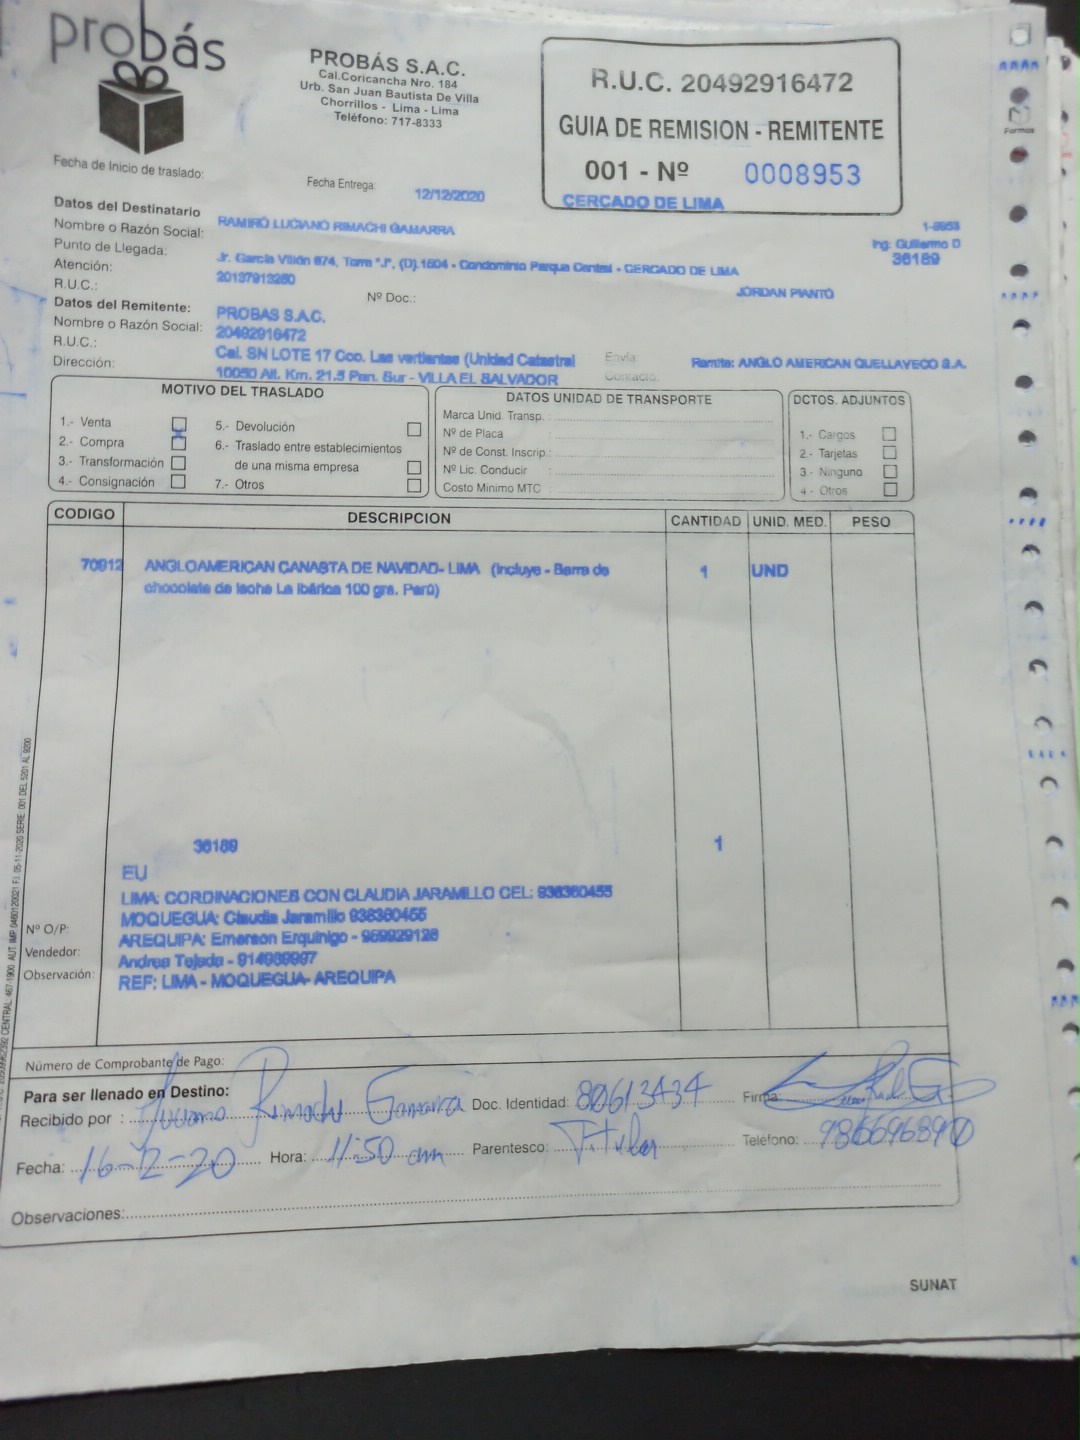 probás
PROBÁS S.A.C.
Cal.Coricancha Nro. 184
Urb. San Juan Bautista De Villa
Chorrillos - Lima - Lima
Teléfono: 717-8333
R.U.C. 20492916472
GUIA DE REMISION - REMITENTE
001 - Nº 0008953
CERCADO DE LIMA
Formas
Fecha de Inicio de traslado:
Fecha Entrega: 12/12/2020
Datos del Destinatario
Nombre o Razón Social: RAMIRO LUCIANO RIMACHI GAMARRA
1-8953
Ing: Guillermo D
36189
Punto de Llegada: Jr. García Villón 674, Torre "J", (D).1504 - Condominio Parque Central - CERCADO DE LIMA
Atención: JORDAN PIANTO
R.U.C.: 20137913250
Nº Doc.:
Datos del Remitente:
Nombre o Razón Social: PROBAS S.A.C.
R.U.C.: 20492916472
Dirección: Cal. SN LOTE 17 Coo. Las vertientes (Unidad Catastral
10050 Alt. Km. 21.5 Pan. Sur - VILLA EL SALVADOR
Envía
Contacto:
Remite: ANGLO AMERICAN QUELLAVECO S.A.
MOTIVO DEL TRASLADO
1.- Venta
2.- Compra
3.- Transformación
4.- Consignación
5.- Devolución
6.- Traslado entre establecimientos
de una misma empresa
7.- Otros
DATOS UNIDAD DE TRANSPORTE
Marca Unid. Transp. :
Nº de Placa :
Nº de Const. Inscrip :
Nº Lic. Conducir :
Costo Minimo MTC :
DCTOS. ADJUNTOS
1.- Cargos
2.- Tarjetas
3.- Ninguno
4.- Otros
CODIGO DESCRIPCION CANTIDAD UNID. MED. PESO
70912 ANGLOAMERICAN CANASTA DE NAVIDAD- LIMA (Incluye - Barra de 1 UND
chocolate de leche La Ibérica 100 grs. Perú)
36189 1
EU
LIMA: CORDINACIONES CON CLAUDIA JARAMILLO CEL: 938360455
MOQUEGUA: Claudia Jaramillo 938360455
Nº O/P:
AREQUIPA: Emerson Erquinigo - 959929128
Vendedor:
Andrea Tejada - 914989997
Observación:
REF: LIMA - MOQUEGUA- AREQUIPA
Número de Comprobante de Pago:
Para ser llenado en Destino:
Recibido por : Luciano Rimachi Gamarra Doc. Identidad: 80613434 Firma:
Fecha: 16-12-20 Hora: 11:50 am Parentesco: Titular Teléfono:
Observaciones:
SUNAT